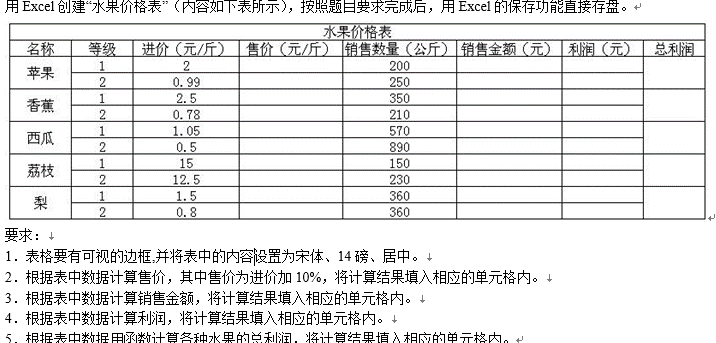 用Excel创建“水果价格表”（内容如下表所示），按照题目要求完成后，用Excel的保存功能直接存盘。
水果价格表
名称 等级 进价（元/斤） 售价（元/斤） 销售数量（公斤） 销售金额（元） 利润（元） 总利润
苹果 1 2 200
2 0.99 250
香蕉 1 2.5 350
2 0.78 210
西瓜 1 1.05 570
2 0.5 890
荔枝 1 15 150
2 12.5 230
梨 1 1.5 360
2 0.8 360
要求：
1．表格要有可视的边框,并将表中的内容设置为宋体、14磅、居中。
2．根据表中数据计算售价，其中售价为进价加10%，将计算结果填入相应的单元格内。
3．根据表中数据计算销售金额，将计算结果填入相应的单元格内。
4．根据表中数据计算利润，将计算结果填入相应的单元格内。
5．根据表中数据用函数计算各种水果的总利润，将计算结果填入相应的单元格内。